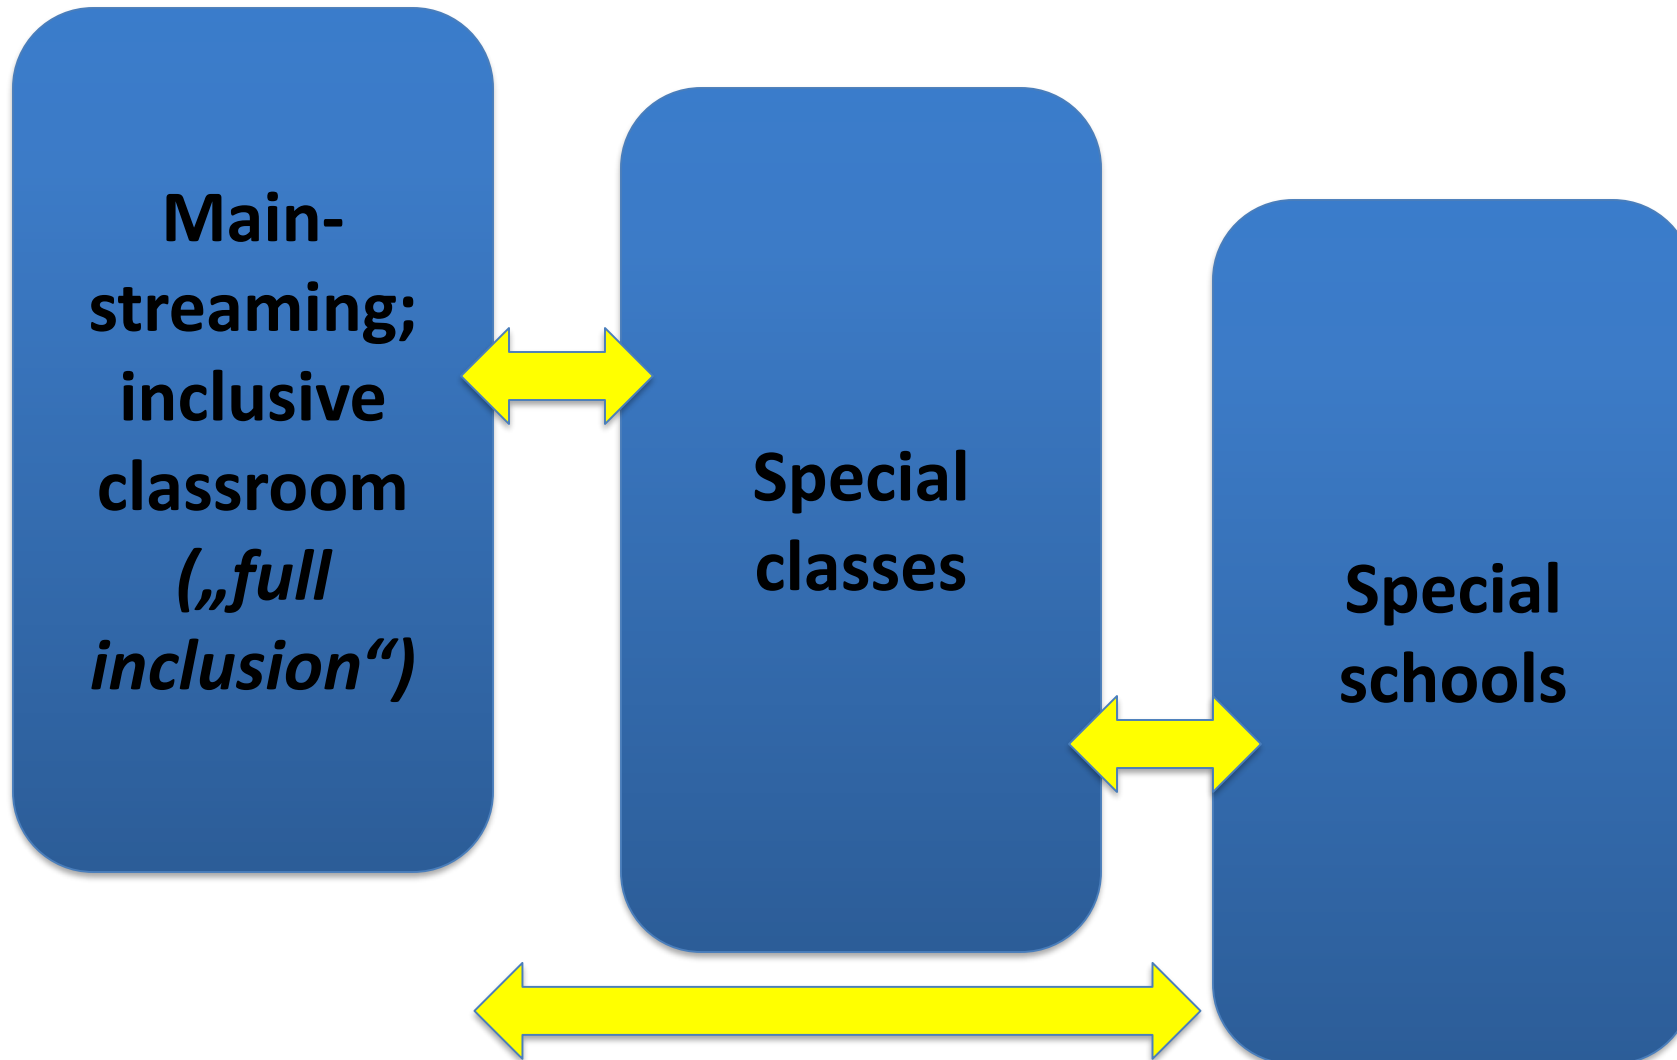 Main-
streaming;
inclusive
classroom
(„full
inclusion“)
Special
classes
Special
schools